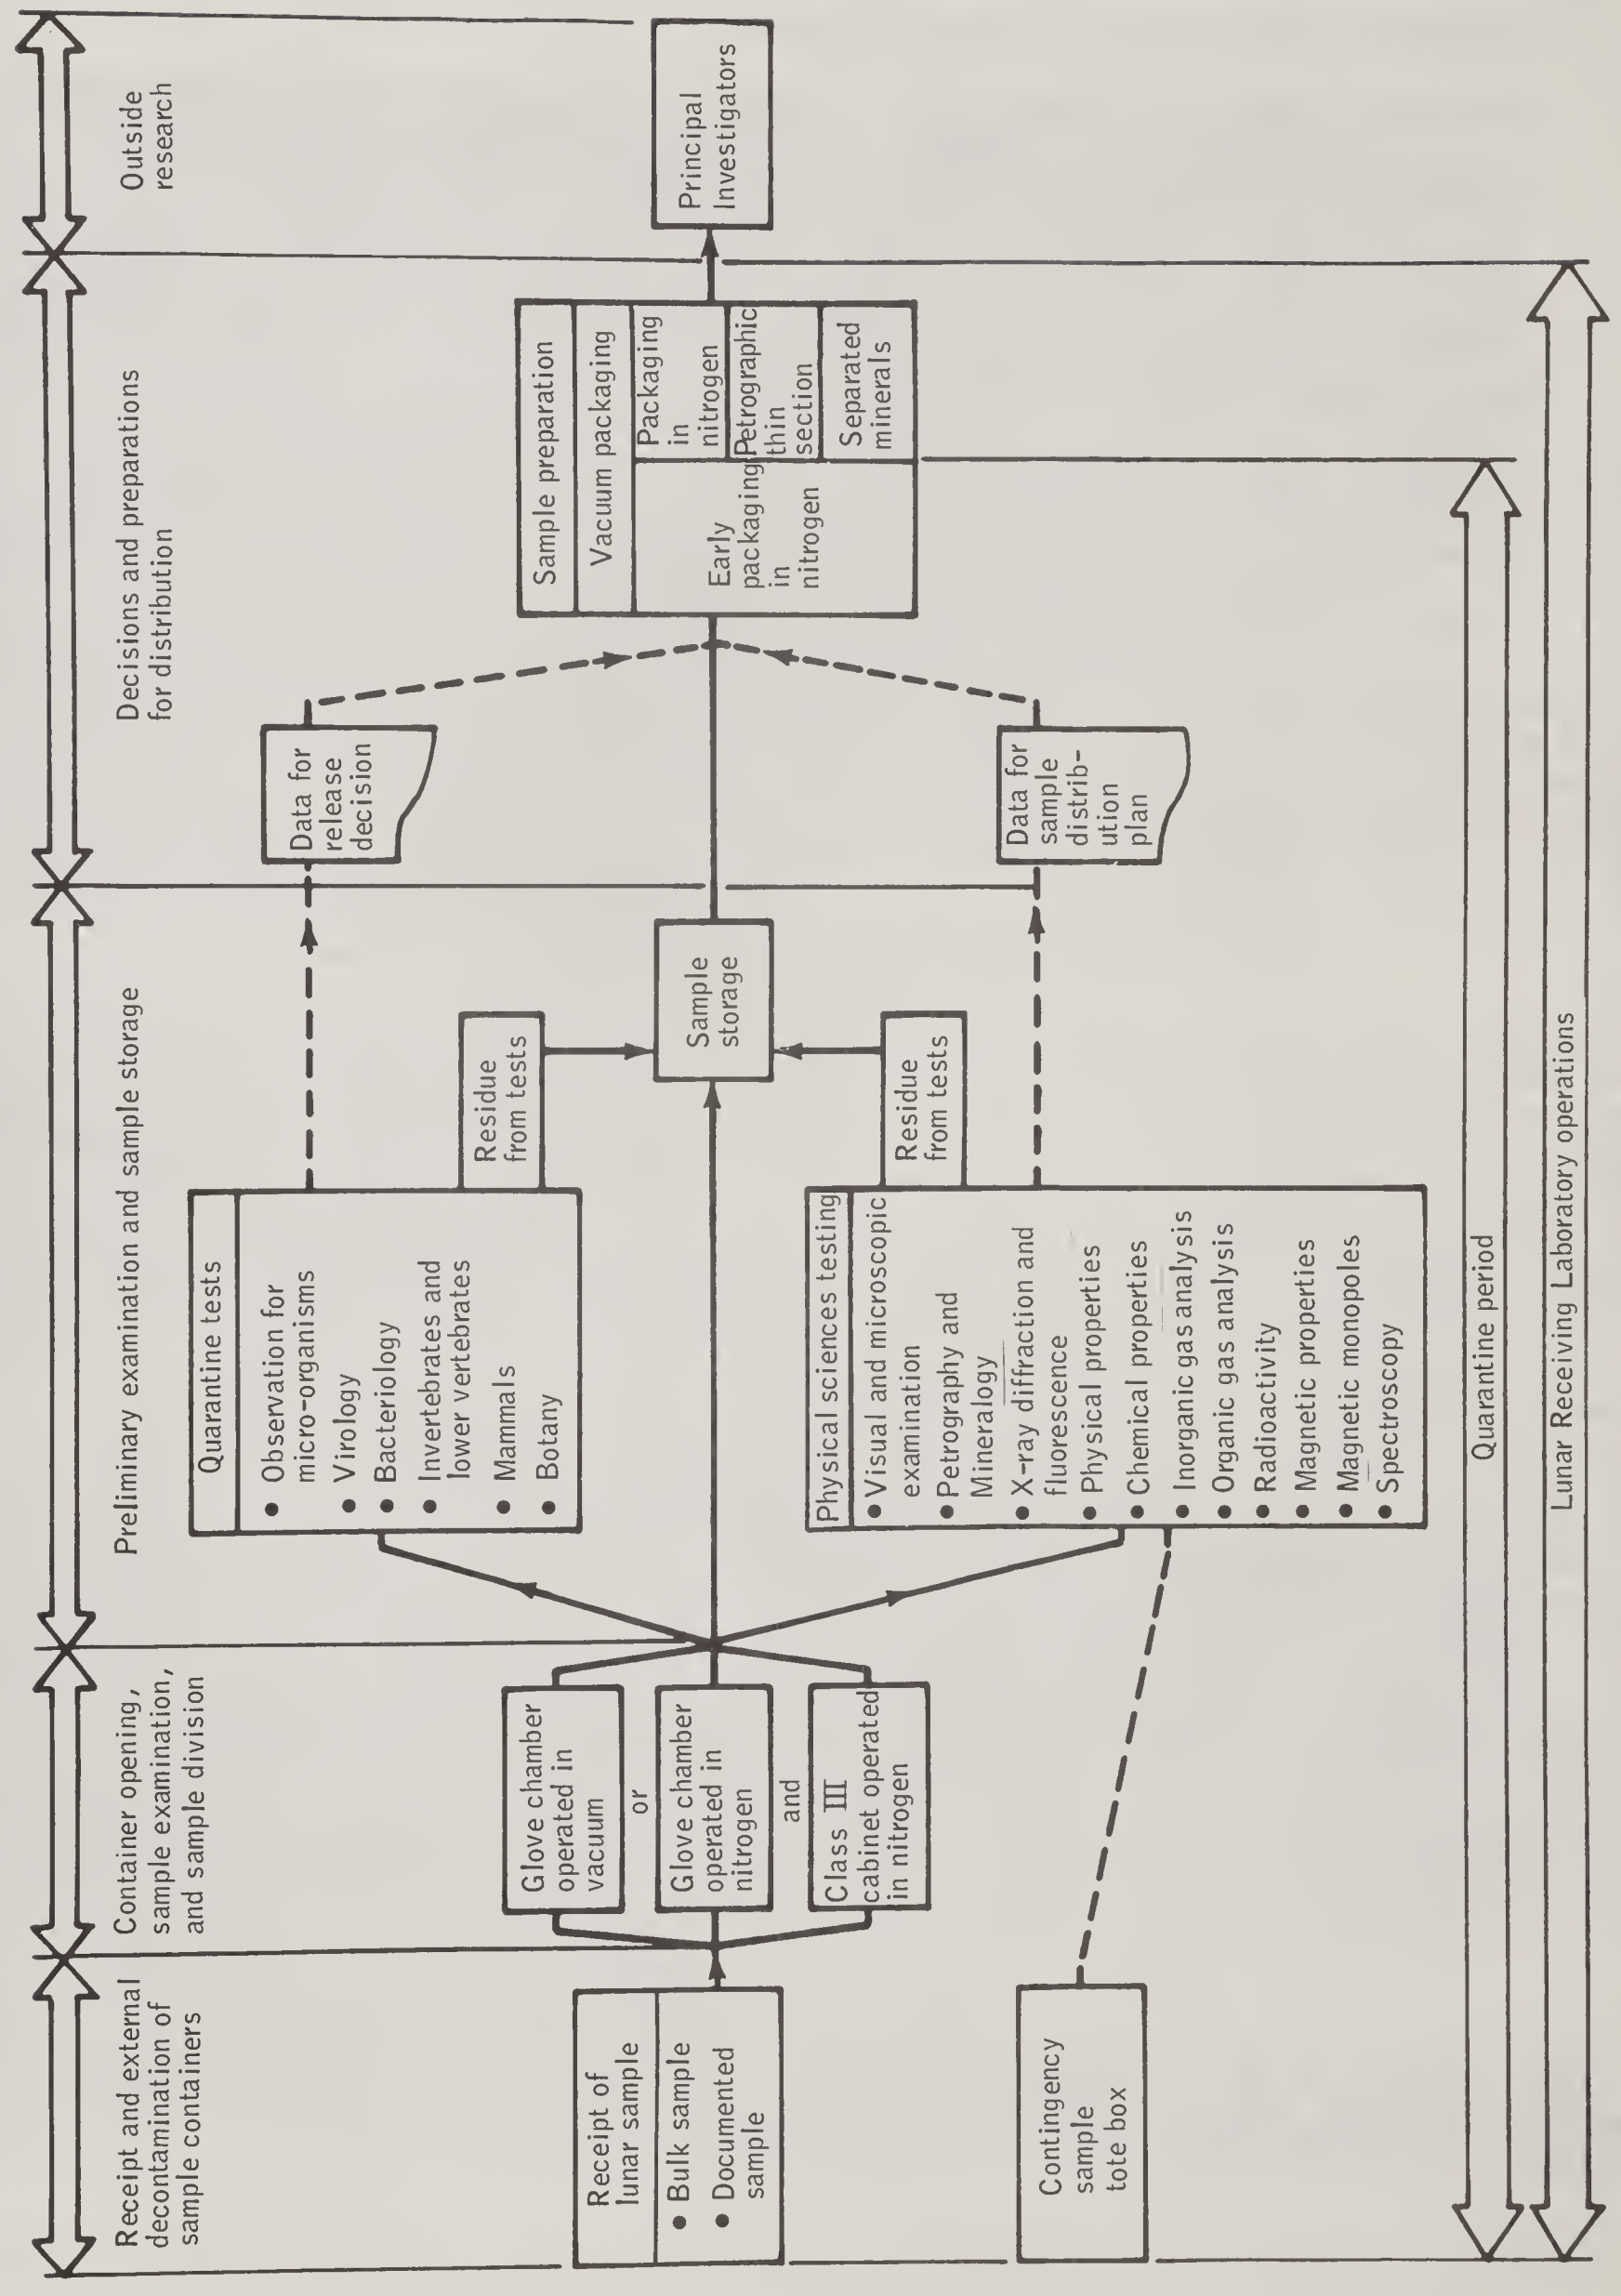 Receipt and external
decontamination of
sample containers
Container opening,
sample examination,
and sample division
Preliminary examination and sample storage
Decisions and preparations
for distribution
Outside
research
Receipt of
lunar sample
● Bulk sample
● Documented
sample
Contingency
sample
tote box
Glove chamber
operated in
vacuum
or
Glove chamber
operated in
nitrogen
and
Class III
cabinet operated
in nitrogen
Quarantine tests
● Observation for
micro-organisms
● Virology
● Bacteriology
● Invertebrates and
lower vertebrates
● Mammals
● Botany
Residue
from tests
Physical sciences testing
● Visual and microscopic
examination
● Petrography and
Mineralogy
● X-ray diffraction and
fluorescence
● Physical properties
● Chemical properties
● Inorganic gas analysis
● Organic gas analysis
● Radioactivity
● Magnetic properties
● Magnetic monopoles
● Spectroscopy
Residue
from tests
Sample
storage
Data for
release
decision
Data for
sample
distrib-
ution
plan
Sample preparation
Vacuum packaging
Early
packaging
in
nitrogen
Packaging
in
nitrogen
Petrographic
thin
section
Separated
minerals
Principal
Investigators
Quarantine period
Lunar Receiving Laboratory operations